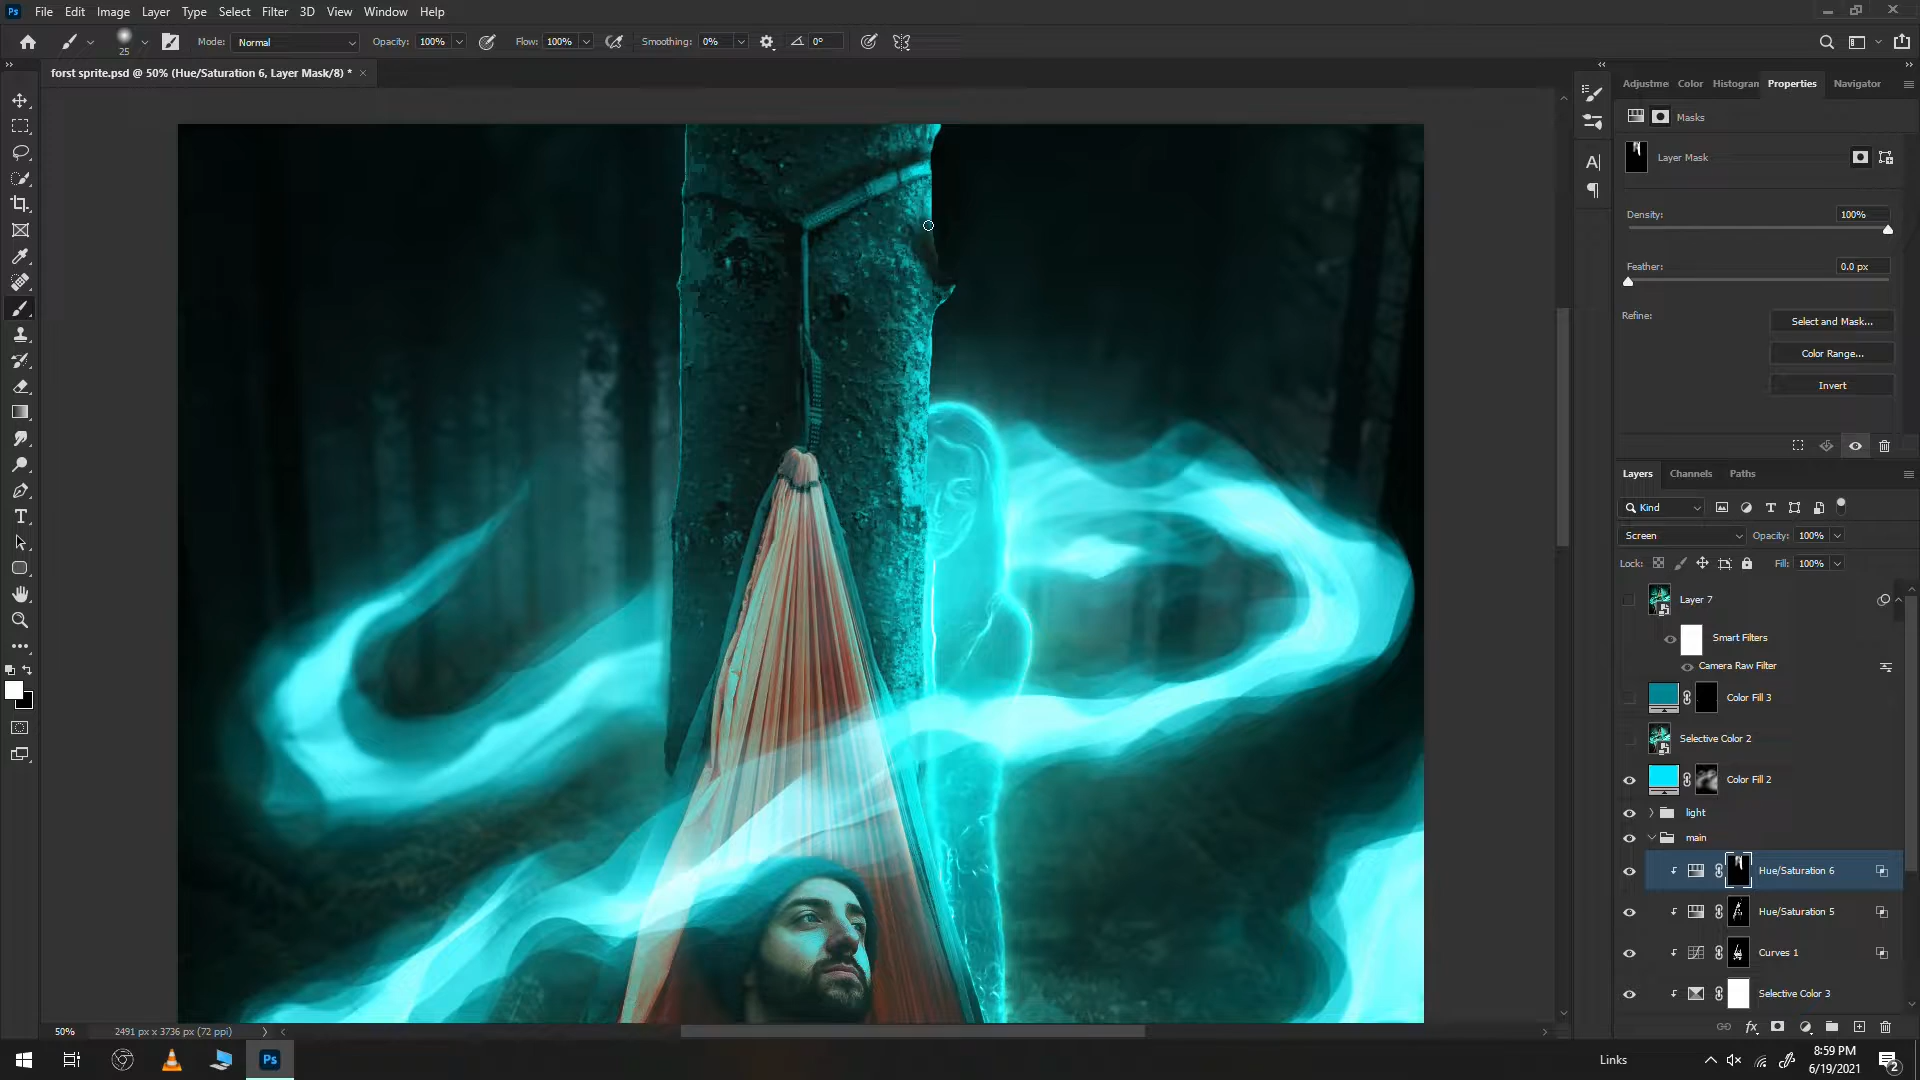 Ps File Edit Image Layer Type Select Filter 3D View Window Help
25 Mode: Normal Opacity: 100% Flow: 100% Smoothing: 0% 0°
forst sprite.psd @ 50% (Hue/Saturation 6, Layer Mask/8) * ×
Adjustme Color Histogran Properties Navigator
Masks
Layer Mask
Density: 100%
Feather: 0.0 px
Refine:
Select and Mask...
Color Range...
Invert
Layers Channels Paths
Kind
Screen Opacity: 100%
Lock: Fill: 100%
Layer 7
Smart Filters
Camera Raw Filter
Color Fill 3
Selective Color 2
Color Fill 2
light
main
Hue/Saturation 6
Hue/Saturation 5
Curves 1
Selective Color 3
fx
50% 2491 px x 3736 px (72 ppi)
Ps
Links
8:59 PM
6/19/2021
2